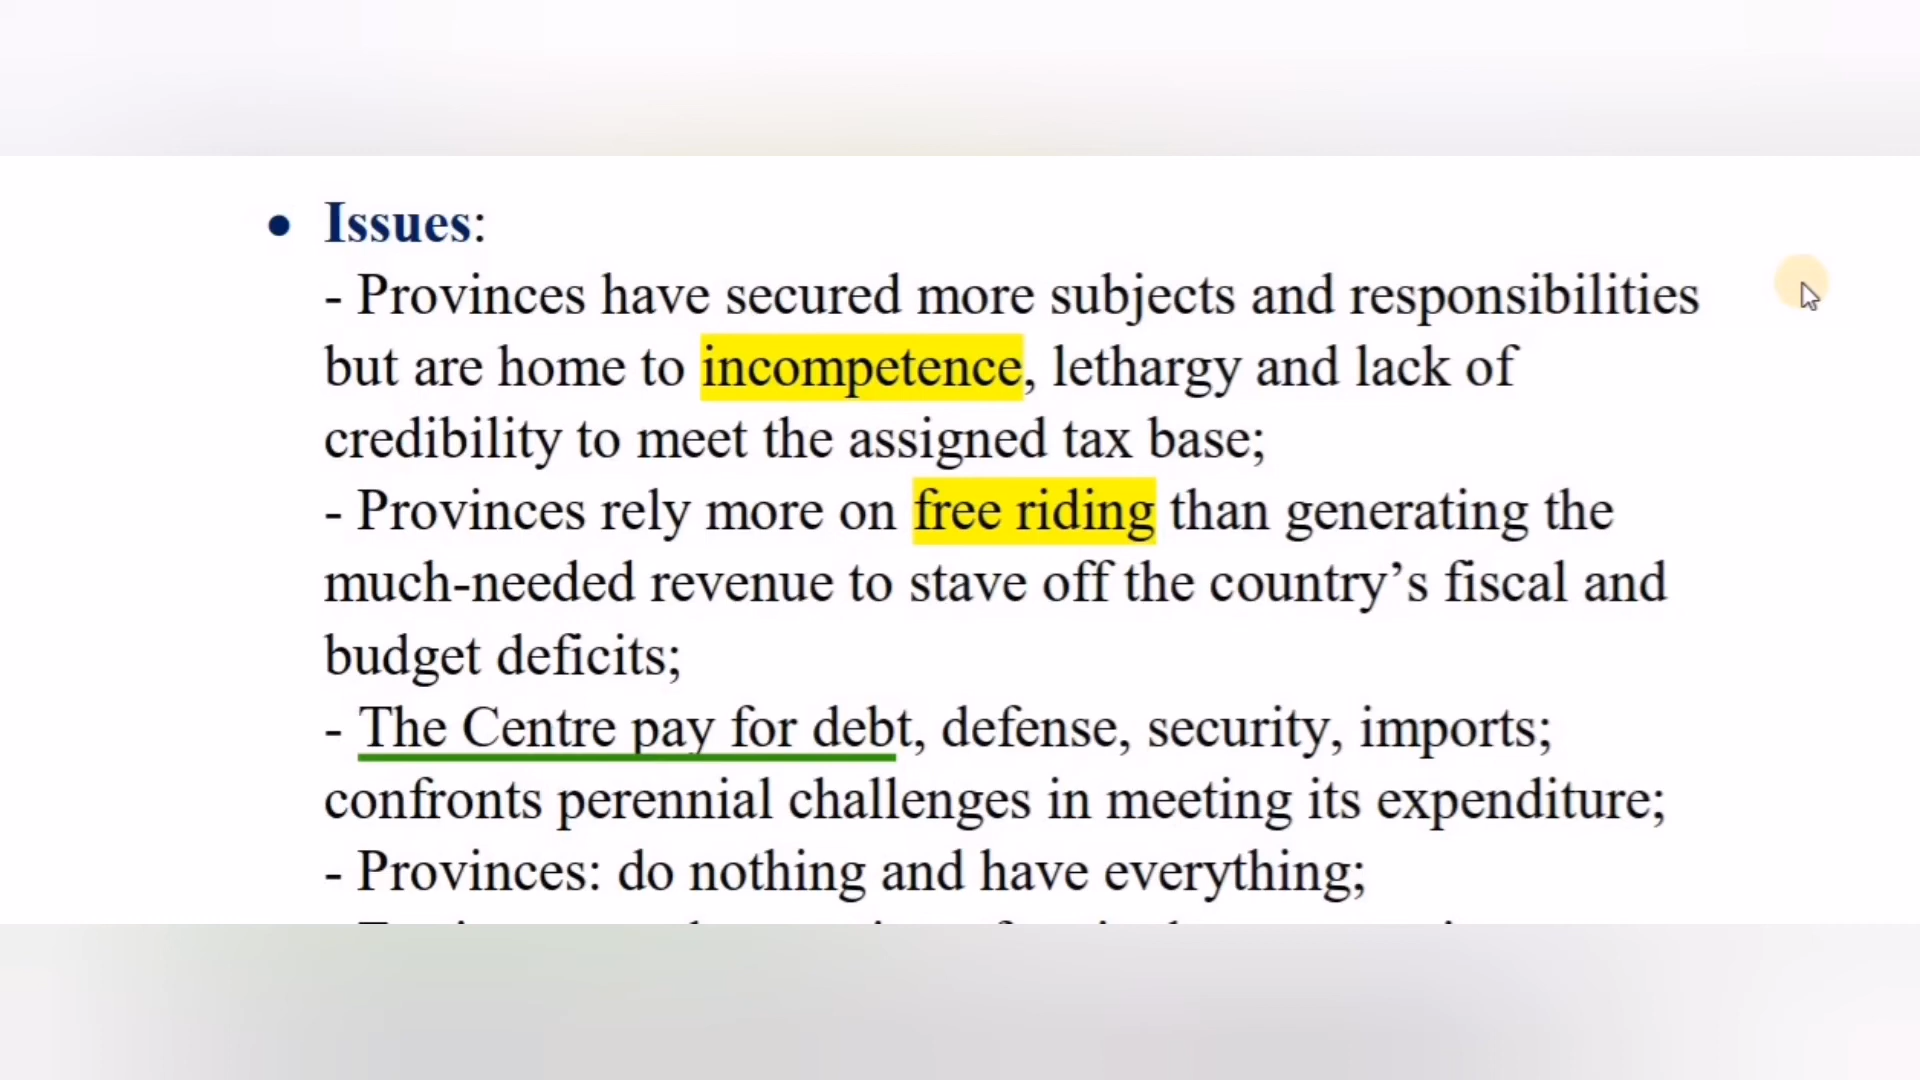 • Issues:
- Provinces have secured more subjects and responsibilities
but are home to incompetence, lethargy and lack of
credibility to meet the assigned tax base;
- Provinces rely more on free riding than generating the
much-needed revenue to stave off the country’s fiscal and
budget deficits;
- The Centre pay for debt, defense, security, imports;
confronts perennial challenges in meeting its expenditure;
- Provinces: do nothing and have everything;